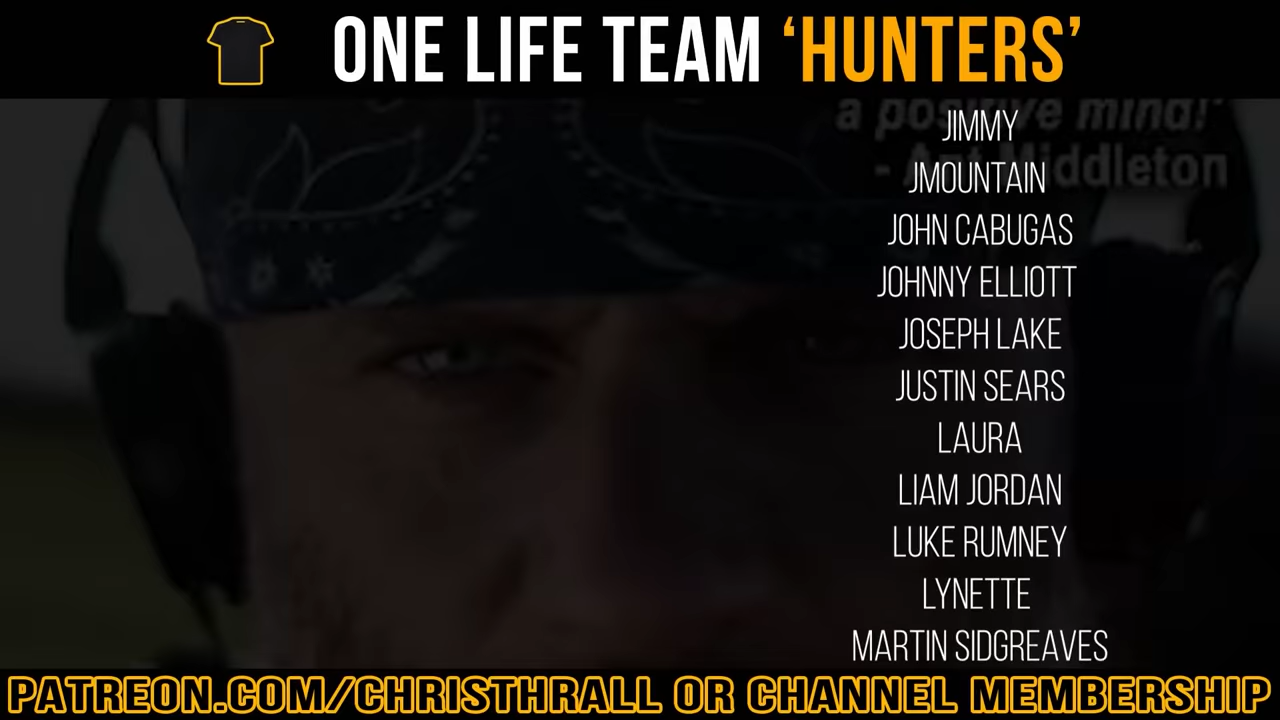 ONE LIFE TEAM ‘HUNTERS’
a positive mind!'
- Ant Middleton
JIMMY
JMOUNTAIN
JOHN CABUGAS
JOHNNY ELLIOTT
JOSEPH LAKE
JUSTIN SEARS
LAURA
LIAM JORDAN
LUKE RUMNEY
LYNETTE
MARTIN SIDGREAVES
PATREON.COM/CHRISTHRALL OR CHANNEL MEMBERSHIP